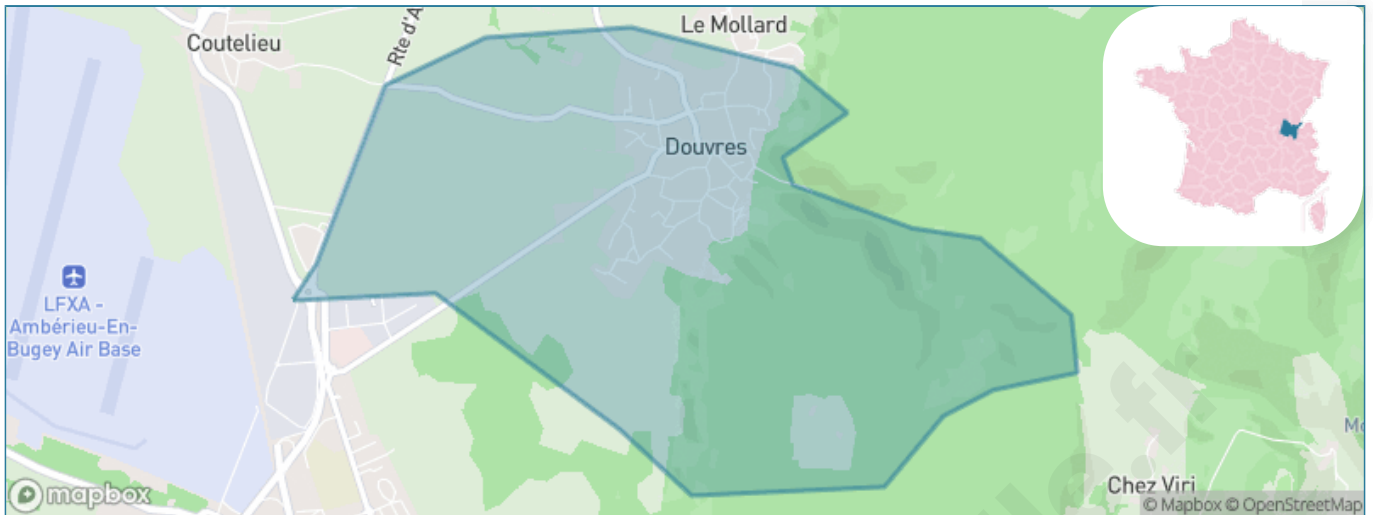 Le Mollard
Coutelieu
Rte d'A
Douvres
LFXA -
Ambérieu-En-
Bugey Air Base
Chez Viri
mapbox
© Mapbox © OpenStreetMap